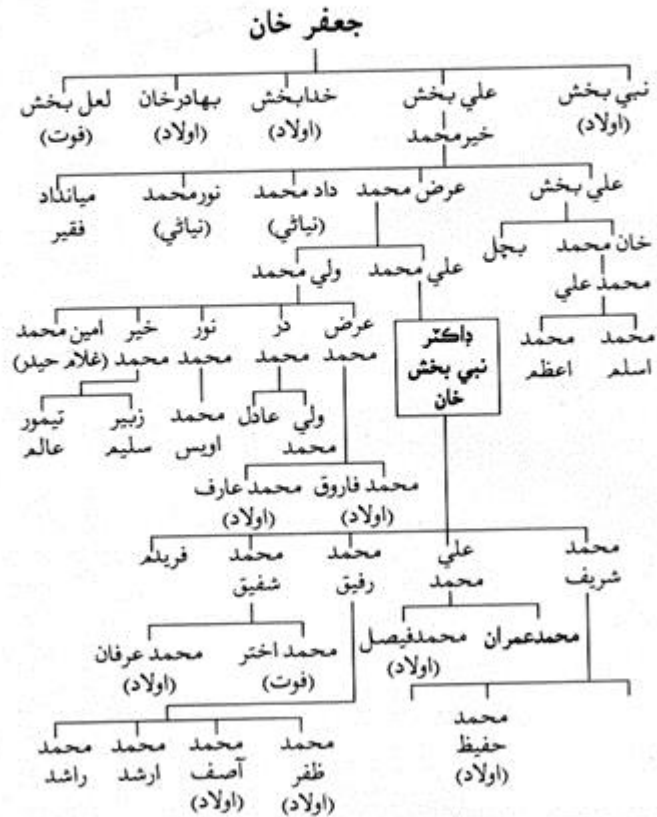 جعفر خان
نبي بخش علي بخش خدابخش بهادرخان لعل بخش
(اولاد) (اولاد) (اولاد) (فوت)
خيرمحمد
علي بخش عرض محمد داد محمد نورمحمد ميانداد
(نياڻي) (نياڻي) فقير
خان محمد بچل
علي محمد ولي محمد
محمد علي
عرض در نور خير امين محمد
محمد محمد محمد محمد (غلام حيدر)
ڊاڪٽر
نبي بخش
خان
محمد محمد
اسلم اعظم
ولي عادل محمد زبير تيمور
محمد اويس سليم عالم
محمد فاروق محمد عارف
(اولاد) (اولاد)
محمد علي محمد محمد فريدم
شريف محمد رفيق شفيق
محمدعمران محمدفيصل محمد اختر محمد عرفان
(اولاد) (فوت) (اولاد)
محمد
حفيظ
(اولاد)
محمد محمد محمد محمد
ظفر آصف ارشد راشد
(اولاد) (اولاد)